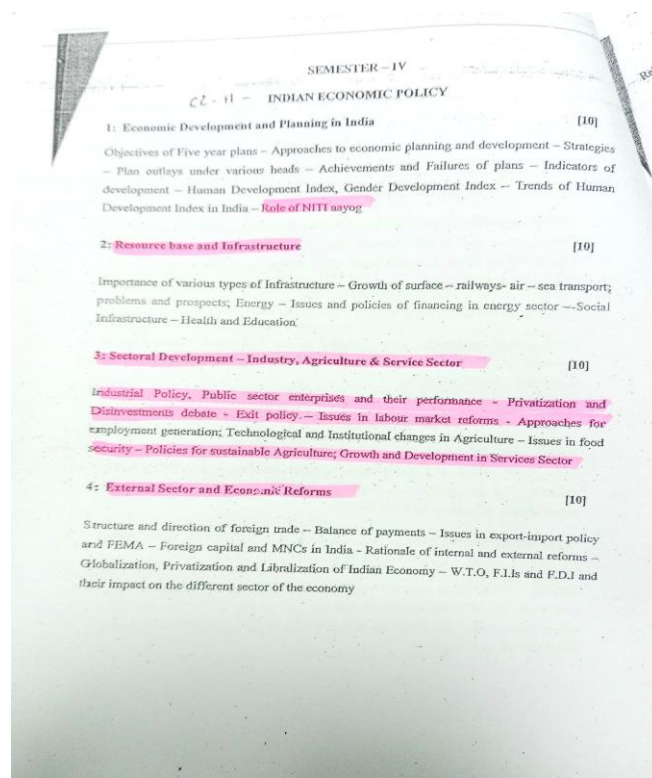 SEMESTER – IV
INDIAN ECONOMIC POLICY
1: Economic Development and Planning in India [10]
Objectives of Five year plans – Approaches to economic planning and development – Strategies
– Plan outlays under various heads – Achievements and Failures of plans – Indicators of
development – Human Development Index, Gender Development Index – Trends of Human
Development Index in India – Role of NITI aayog
2: Resource base and Infrastructure [10]
Importance of various types of Infrastructure – Growth of surface – railways- air – sea transport;
problems and prospects; Energy – Issues and policies of financing in energy sector –-Social
Infrastructure – Health and Education
3: Sectoral Development – Industry, Agriculture & Service Sector [10]
Industrial Policy, Public sector enterprises and their performance - Privatization and
Disinvestments debate - Exit policy – Issues in labour market reforms - Approaches for
employment generation; Technological and Institutional changes in Agriculture – Issues in food
security – Policies for sustainable Agriculture; Growth and Development in Services Sector
4: External Sector and Economic Reforms [10]
Structure and direction of foreign trade – Balance of payments – Issues in export-import policy
and FEMA – Foreign capital and MNCs in India - Rationale of internal and external reforms –
Globalization, Privatization and Libralization of Indian Economy – W.T.O, F.I.Is and F.D.I and
their impact on the different sector of the economy